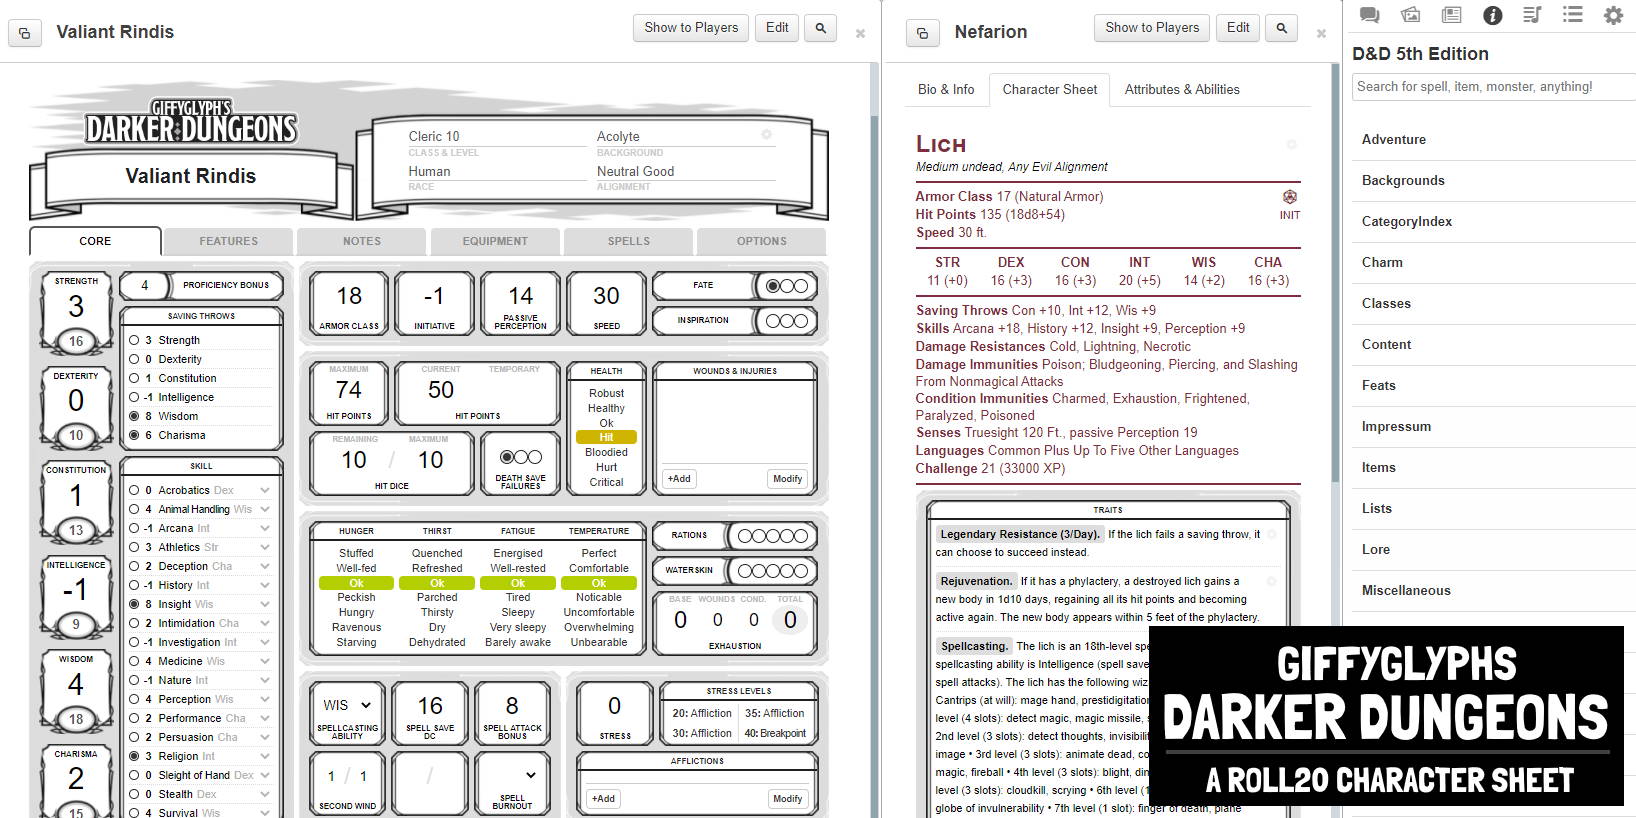 Valiant Rindis
Show to Players
Edit
GIFFYGLYPH'S
DARKER DUNGEONS
Valiant Rindis
Cleric 10
Acolyte
CLASS & LEVEL
BACKGROUND
Human
Neutral Good
RACE
ALIGNMENT
CORE
FEATURES
NOTES
EQUIPMENT
SPELLS
OPTIONS
STRENGTH
3
16
DEXTERITY
0
10
CONSTITUTION
1
13
INTELLIGENCE
-1
9
WISDOM
4
18
CHARISMA
2
15
4 PROFICIENCY BONUS
SAVING THROWS
3 Strength
0 Dexterity
1 Constitution
-1 Intelligence
8 Wisdom
6 Charisma
SKILL
0 Acrobatics Dex
4 Animal Handling Wis
-1 Arcana Int
3 Athletics Str
2 Deception Cha
-1 History Int
8 Insight Wis
2 Intimidation Cha
-1 Investigation Int
4 Medicine Wis
-1 Nature Int
4 Perception Wis
2 Performance Cha
2 Persuasion Cha
3 Religion Int
0 Sleight of Hand Dex
0 Stealth Dex
4 Survival Wis
18
ARMOR CLASS
-1
INITIATIVE
14
PASSIVE
PERCEPTION
30
SPEED
FATE
INSPIRATION
MAXIMUM
74
HIT POINTS
CURRENT TEMPORARY
50
HIT POINTS
REMAINING MAXIMUM
10 / 10
HIT DICE
DEATH SAVE
FAILURES
HEALTH
Robust
Healthy
Ok
Hit
Bloodied
Hurt
Critical
WOUNDS & INJURIES
+Add
Modify
HUNGER
Stuffed
Well-fed
Ok
Peckish
Hungry
Ravenous
Starving
THIRST
Quenched
Refreshed
Ok
Parched
Thirsty
Dry
Dehydrated
FATIGUE
Energised
Well-rested
Ok
Tired
Sleepy
Very sleepy
Barely awake
TEMPERATURE
Perfect
Comfortable
Ok
Noticable
Uncomfortable
Overwhelming
Unbearable
RATIONS
WATERSKIN
BASE WOUNDS COND. TOTAL
0 0 0 0
EXHAUSTION
WIS
SPELLCASTING
ABILITY
16
SPELL SAVE
DC
8
SPELL ATTACK
BONUS
1 / 1
SECOND WIND
/
SPELL
BURNOUT
0
STRESS
STRESS LEVELS
20: Affliction 35: Affliction
30: Affliction 40: Breakpoint
AFFLICTIONS
+Add
Modify
Nefarion
Show to Players
Edit
Bio & Info
Character Sheet
Attributes & Abilities
LICH
Medium undead, Any Evil Alignment
Armor Class 17 (Natural Armor)
Hit Points 135 (18d8+54)
Speed 30 ft.
INIT
STR DEX CON INT WIS CHA
11 (+0) 16 (+3) 16 (+3) 20 (+5) 14 (+2) 16 (+3)
Saving Throws Con +10, Int +12, Wis +9
Skills Arcana +18, History +12, Insight +9, Perception +9
Damage Resistances Cold, Lightning, Necrotic
Damage Immunities Poison; Bludgeoning, Piercing, and Slashing
From Nonmagical Attacks
Condition Immunities Charmed, Exhaustion, Frightened,
Paralyzed, Poisoned
Senses Truesight 120 Ft., passive Perception 19
Languages Common Plus Up To Five Other Languages
Challenge 21 (33000 XP)
TRAITS
Legendary Resistance (3/Day). If the lich fails a saving throw, it
can choose to succeed instead.
Rejuvenation. If it has a phylactery, a destroyed lich gains a
new body in 1d10 days, regaining all its hit points and becoming
active again. The new body appears within 5 feet of the phylactery.
Spellcasting. The lich is an 18th-level spe
spellcasting ability is Intelligence (spell save
spell attacks). The lich has the following wiz
Cantrips (at will): mage hand, prestidigitatio
level (4 slots): detect magic, magic missile,
2nd level (3 slots): detect thoughts, invisibili
image • 3rd level (3 slots): animate dead, co
magic, fireball • 4th level (3 slots): blight, dim
level (3 slots): cloudkill, scrying • 6th level (1
globe of invulnerability • 7th level (1 slot): finger of death, plane
D&D 5th Edition
Search for spell, item, monster, anything!
Adventure
Backgrounds
CategoryIndex
Charm
Classes
Content
Feats
Impressum
Items
Lists
Lore
Miscellaneous
GIFFYGLYPHS
DARKER DUNGEONS
A ROLL20 CHARACTER SHEET